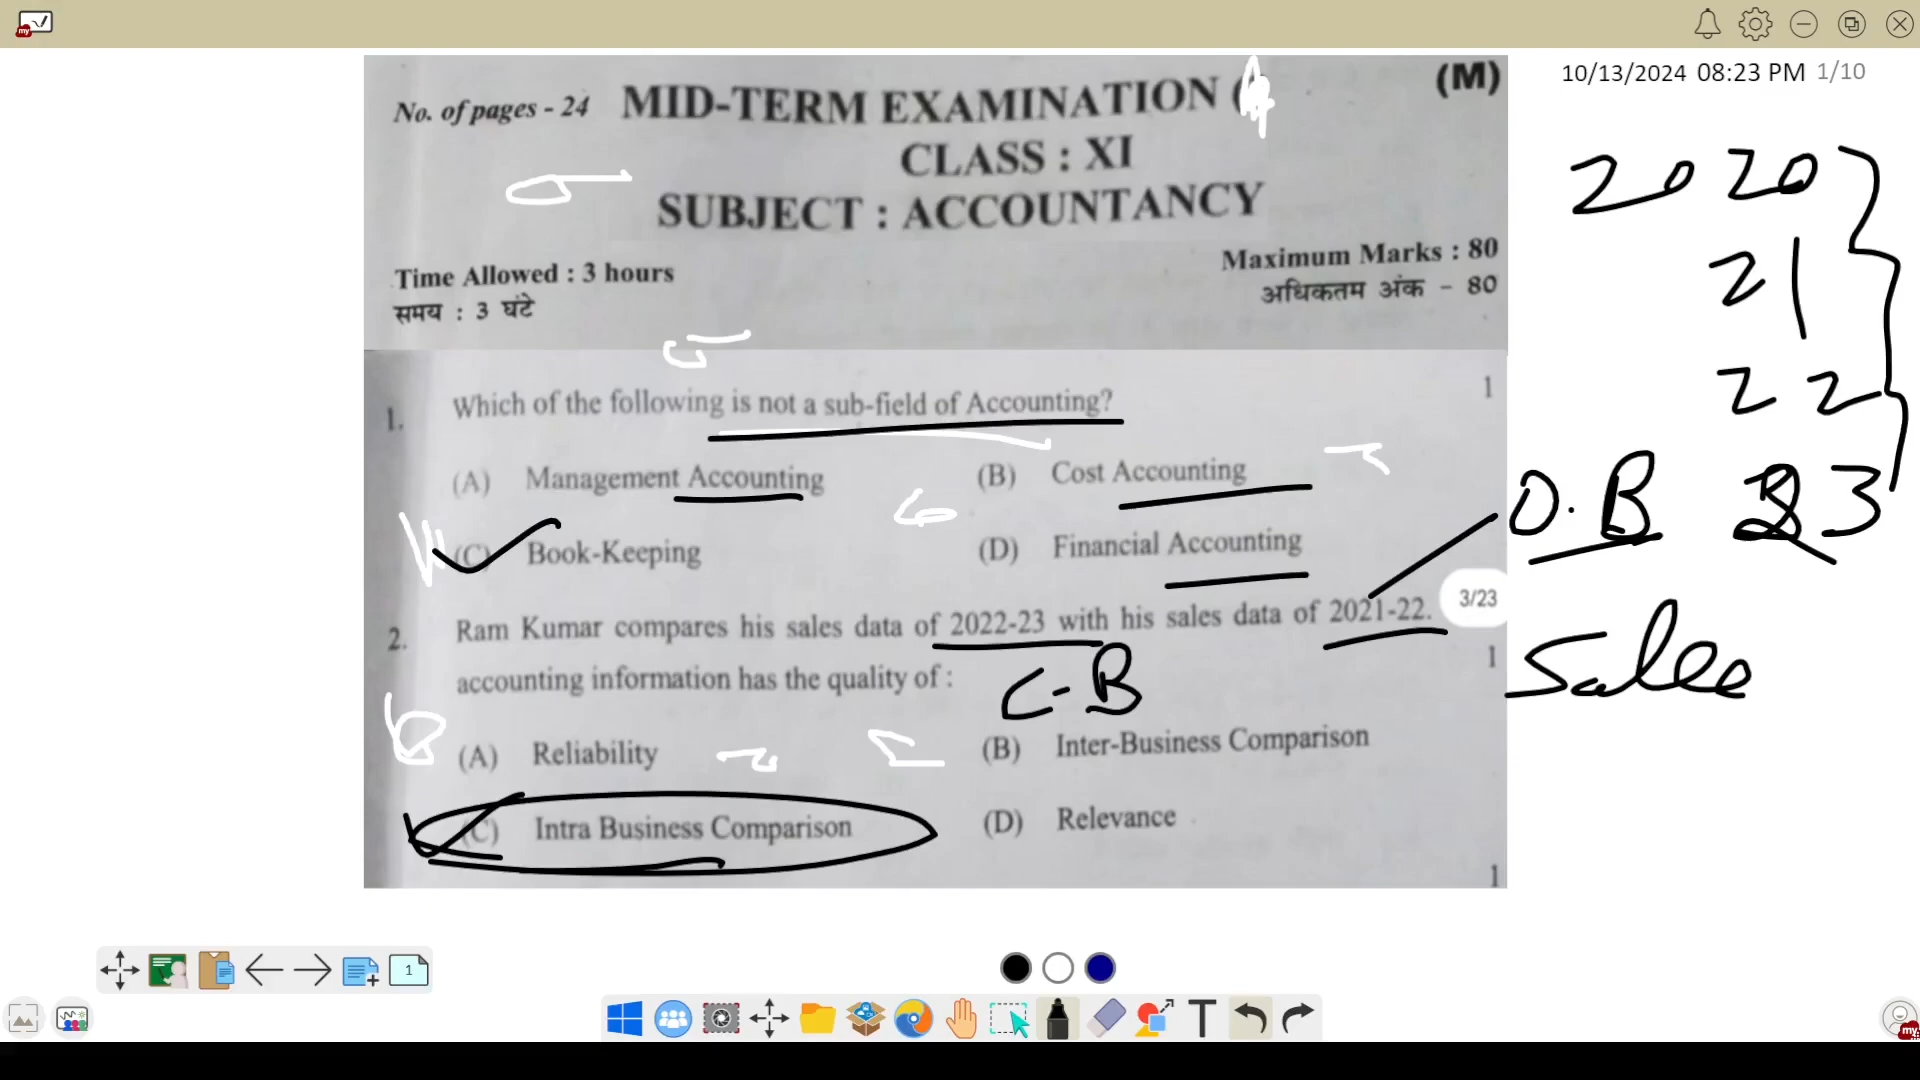 10/13/2024 08:23 PM 1/10
No. of pages - 24 MID-TERM EXAMINATION (M)
CLASS : XI
SUBJECT : ACCOUNTANCY
Time Allowed : 3 hours
Maximum Marks : 80
समय : 3 घंटे
अधिकतम अंक - 80
1. Which of the following is not a sub-field of Accounting? 1
(A) Management Accounting (B) Cost Accounting
(C) Book-Keeping (D) Financial Accounting
2. Ram Kumar compares his sales data of 2022-23 with his sales data of 2021-22.
accounting information has the quality of : 1
(A) Reliability (B) Inter-Business Comparison
(C) Intra Business Comparison (D) Relevance
1
3/23
2020
21
22
O.B 23
Sales
C-B
1